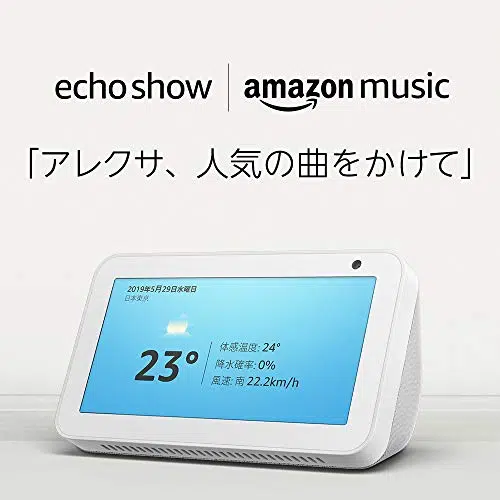 echo show | amazon music
「アレクサ、人気の曲をかけて」
2019年5月29日水曜日
日本東京
23°
体感温度: 24°
降水確率: 0%
風速: 南 22.2km/h